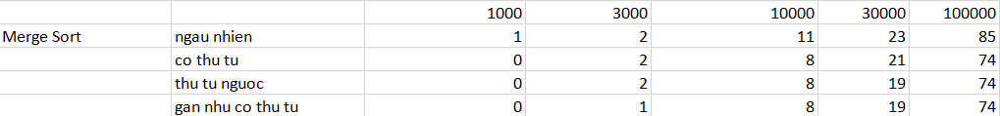 1000 3000 10000 30000 100000
Merge Sort ngau nhien 1 2 11 23 85
co thu tu 0 2 8 21 74
thu tu nguoc 0 2 8 19 74
gan nhu co thu tu 0 1 8 19 74